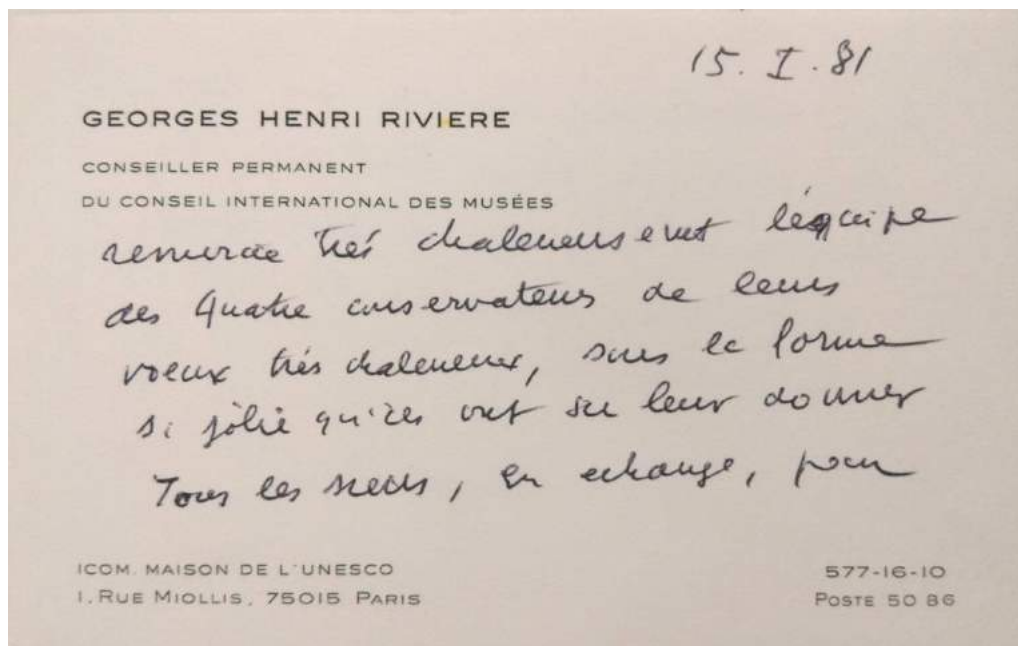 15. I. 81
GEORGES HENRI RIVIERE
CONSEILLER PERMANENT
DU CONSEIL INTERNATIONAL DES MUSÉES
remercie très chaleureusement l'équipe
des quatre conservateurs de leurs
voeux très chaleureux, sous la forme
si jolie qu'ils ont su leur donner
Tous les siens, en echange, pour
ICOM. MAISON DE L'UNESCO
1, RUE MIOLLIS, 75015 PARIS
577-16-10
POSTE 50 86